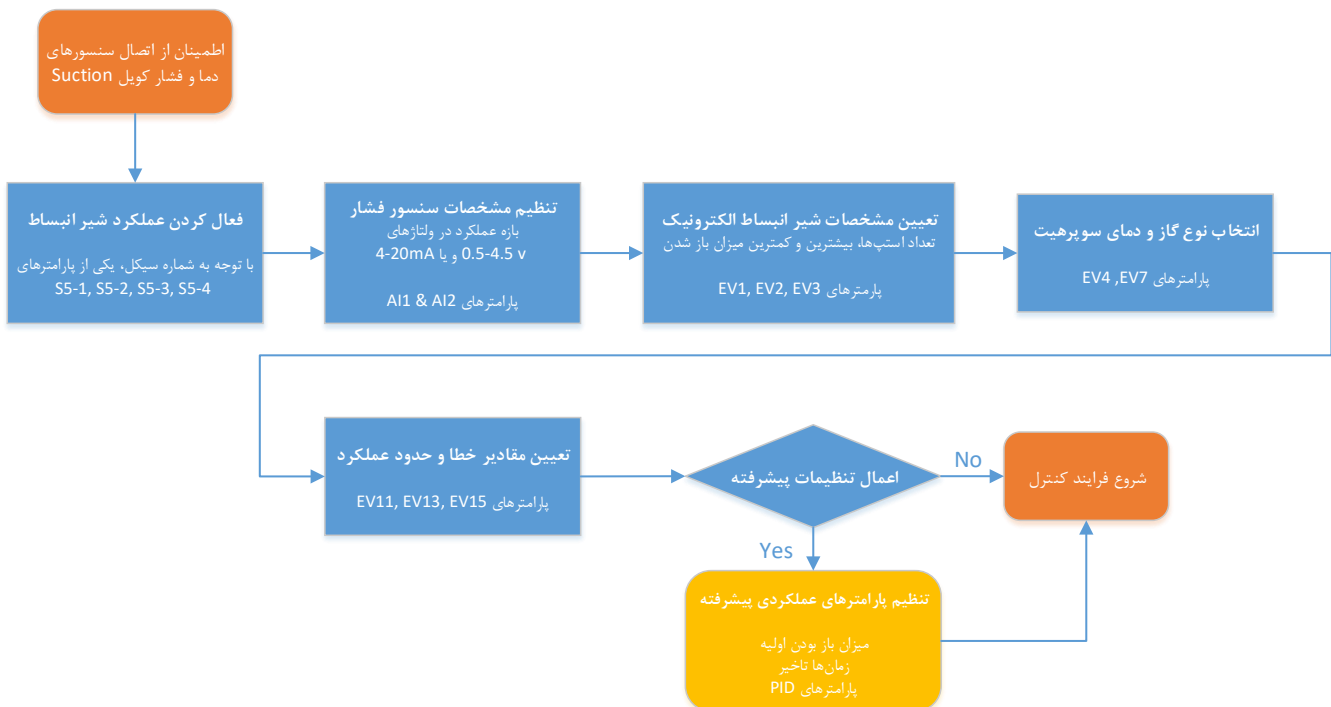 اطمینان از اتصال سنسورهای
دما و فشار کویل Suction
فعال کردن عملکرد شیر انبساط
با توجه به شماره سیکل، یکی از پارامترهای
S5-1, S5-2, S5-3, S5-4
تنظیم مشخصات سنسور فشار
بازه عملکرد در ولتاژهای
0.5-4.5 v و یا 4-20mA
پارامترهای AI1 & AI2
تعیین مشخصات شیر انبساط الکترونیک
تعداد استپ‌ها، بیشترین و کمترین میزان باز شدن
پارمترهای EV1, EV2, EV3
انتخاب نوع گاز و دمای سوپرهیت
پارامترهای EV4 ,EV7
تعیین مقادیر خطا و حدود عملکرد
پارامترهای EV11, EV13, EV15
اعمال تنظیمات پیشرفته
No
شروع فرایند کنترل
Yes
تنظیم پارامترهای عملکردی پیشرفته
میزان باز بودن اولیه
زمان‌ها تاخیر
پارامترهای PID